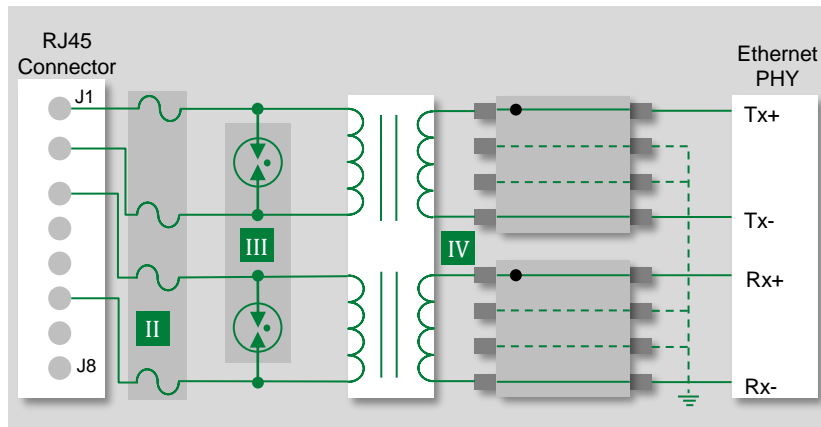 RJ45
Connector
J1
J8
II
III
IV
Ethernet
PHY
Tx+
Tx-
Rx+
Rx-